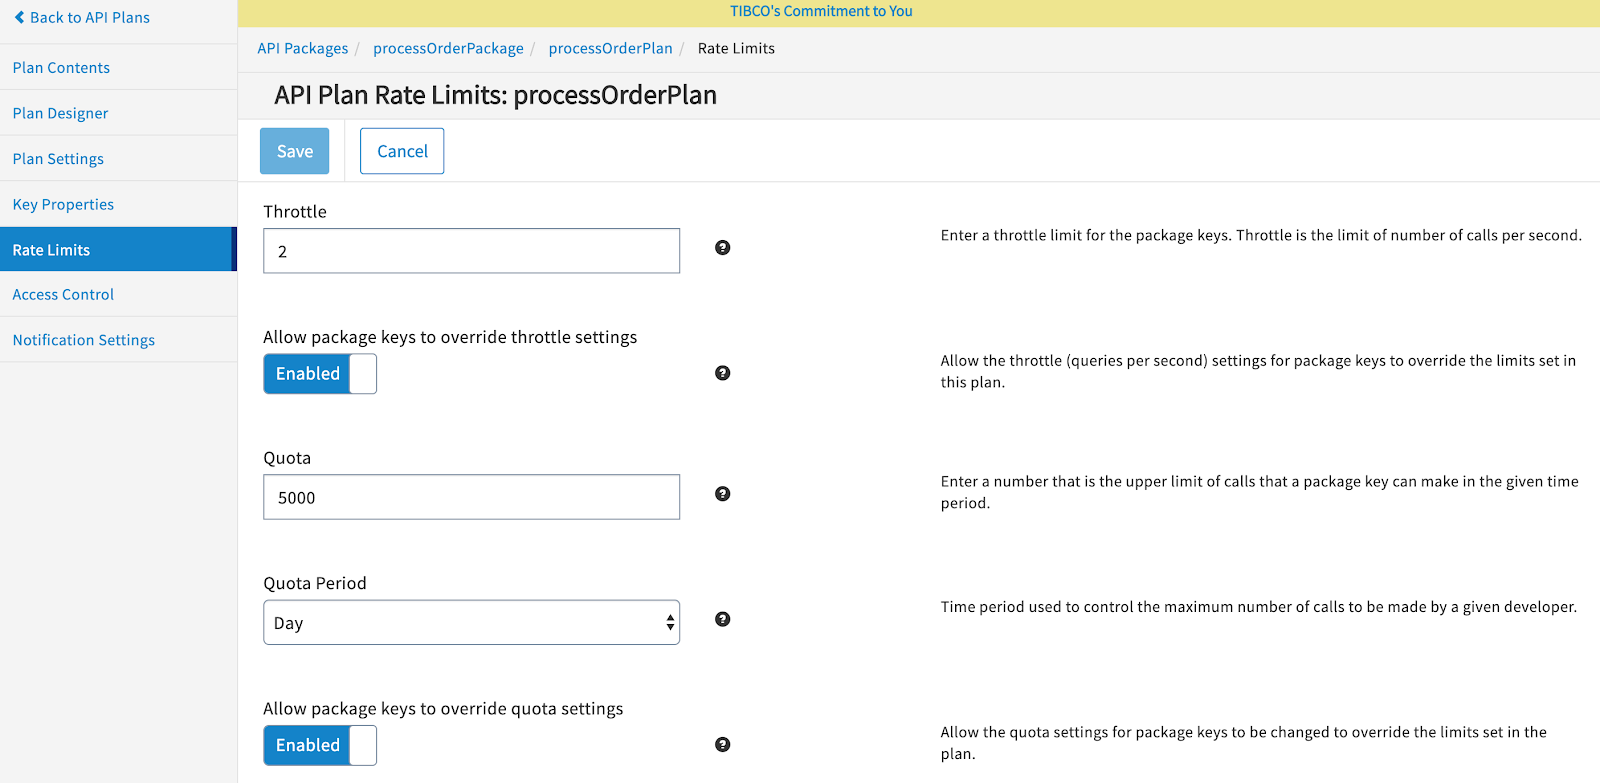 Back to API Plans
Plan Contents
Plan Designer
Plan Settings
Key Properties
Rate Limits
Access Control
Notification Settings
TIBCO's Commitment to You
API Packages / processOrderPackage / processOrderPlan / Rate Limits
API Plan Rate Limits: processOrderPlan
Save Cancel
Throttle
2
Enter a throttle limit for the package keys. Throttle is the limit of number of calls per second.
Allow package keys to override throttle settings
Enabled
Allow the throttle (queries per second) settings for package keys to override the limits set in
this plan.
Quota
5000
Enter a number that is the upper limit of calls that a package key can make in the given time
period.
Quota Period
Day
Time period used to control the maximum number of calls to be made by a given developer.
Allow package keys to override quota settings
Enabled
Allow the quota settings for package keys to be changed to override the limits set in the
plan.